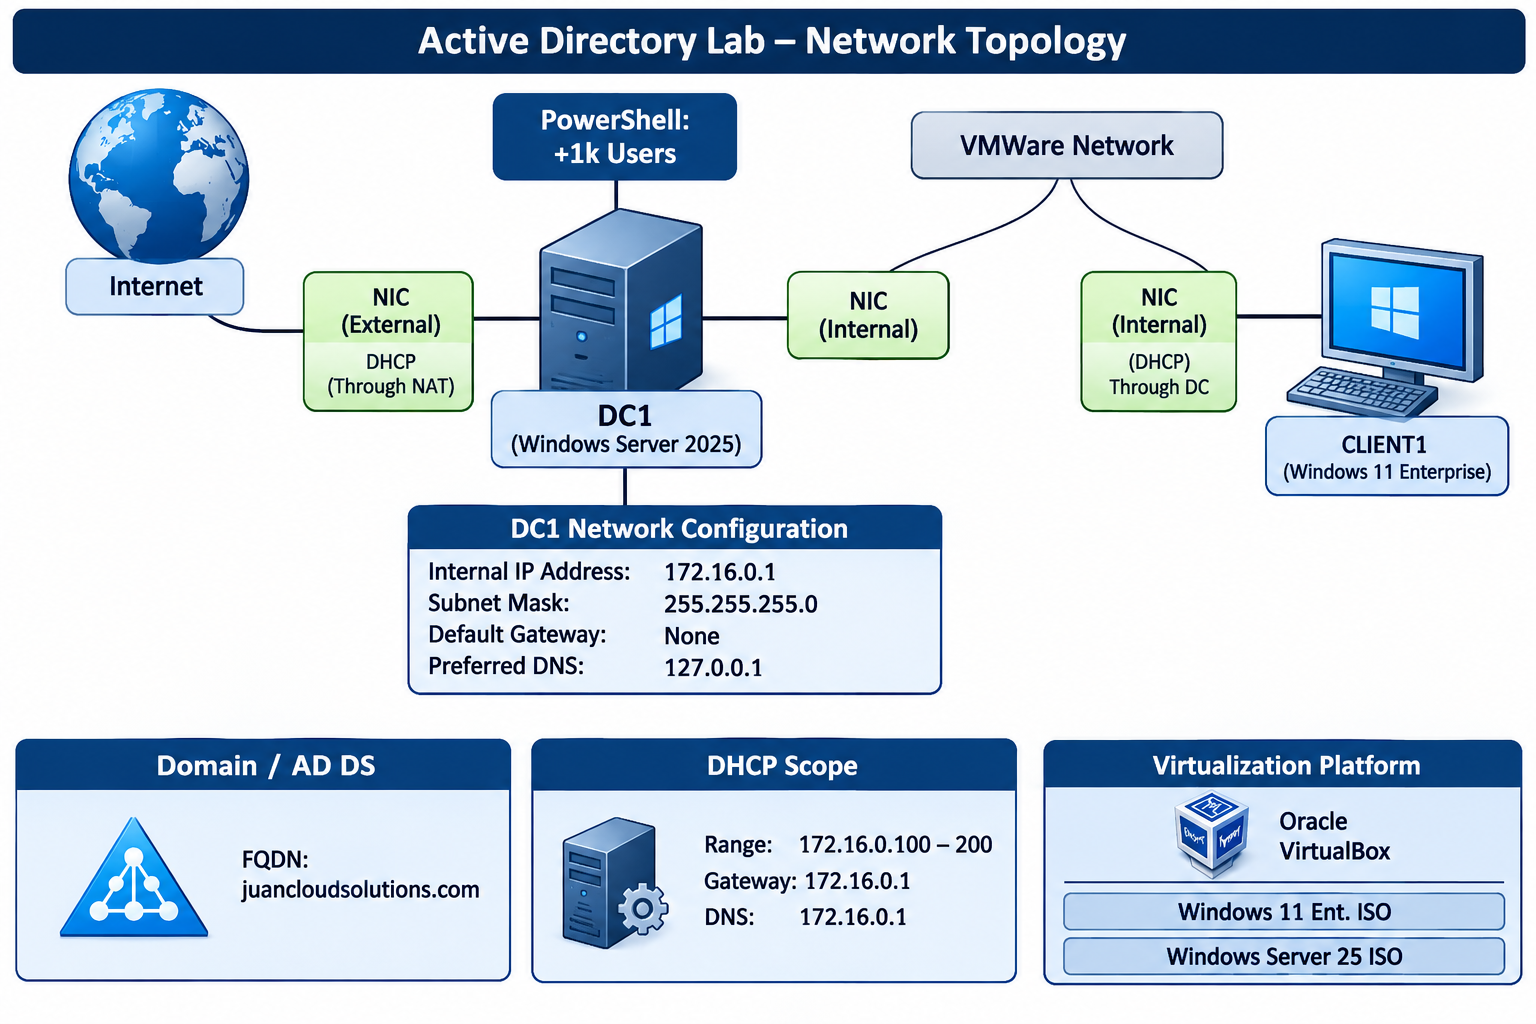 Active Directory Lab – Network Topology
PowerShell:
+1k Users
VMWare Network
Internet
NIC
(External)
DHCP
(Through NAT)
NIC
(Internal)
NIC
(Internal)
(DHCP)
Through DC
DC1
(Windows Server 2025)
CLIENT1
(Windows 11 Enterprise)
DC1 Network Configuration
Internal IP Address: 172.16.0.1
Subnet Mask: 255.255.255.0
Default Gateway: None
Preferred DNS: 127.0.0.1
Domain / AD DS
FQDN:
juancloudsolutions.com
DHCP Scope
Range: 172.16.0.100 – 200
Gateway: 172.16.0.1
DNS: 172.16.0.1
Virtualization Platform
Oracle
VirtualBox
Windows 11 Ent. ISO
Windows Server 25 ISO